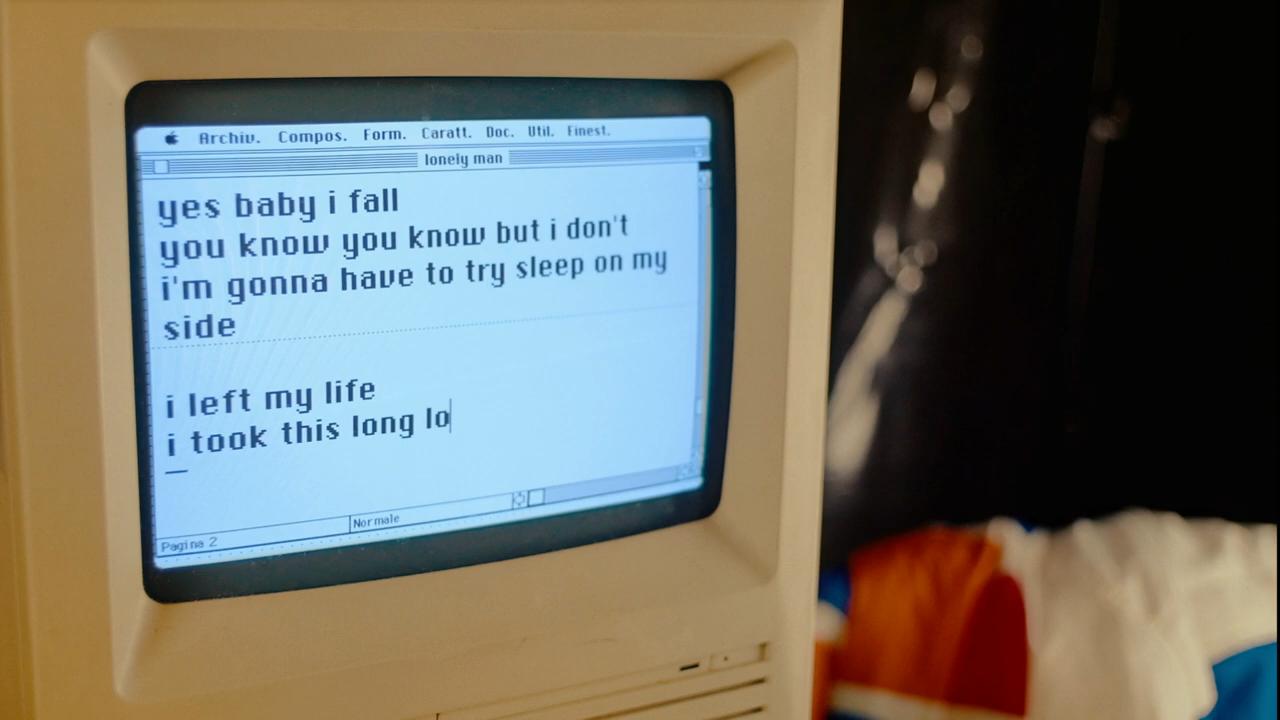 Archiv. Compos. Form. Caratt. Doc. Util. Finest.
lonely man
yes baby i fall
you know you know but i don't
i'm gonna have to try sleep on my
side
i left my life
i took this long lo
Pagina 2 Normale